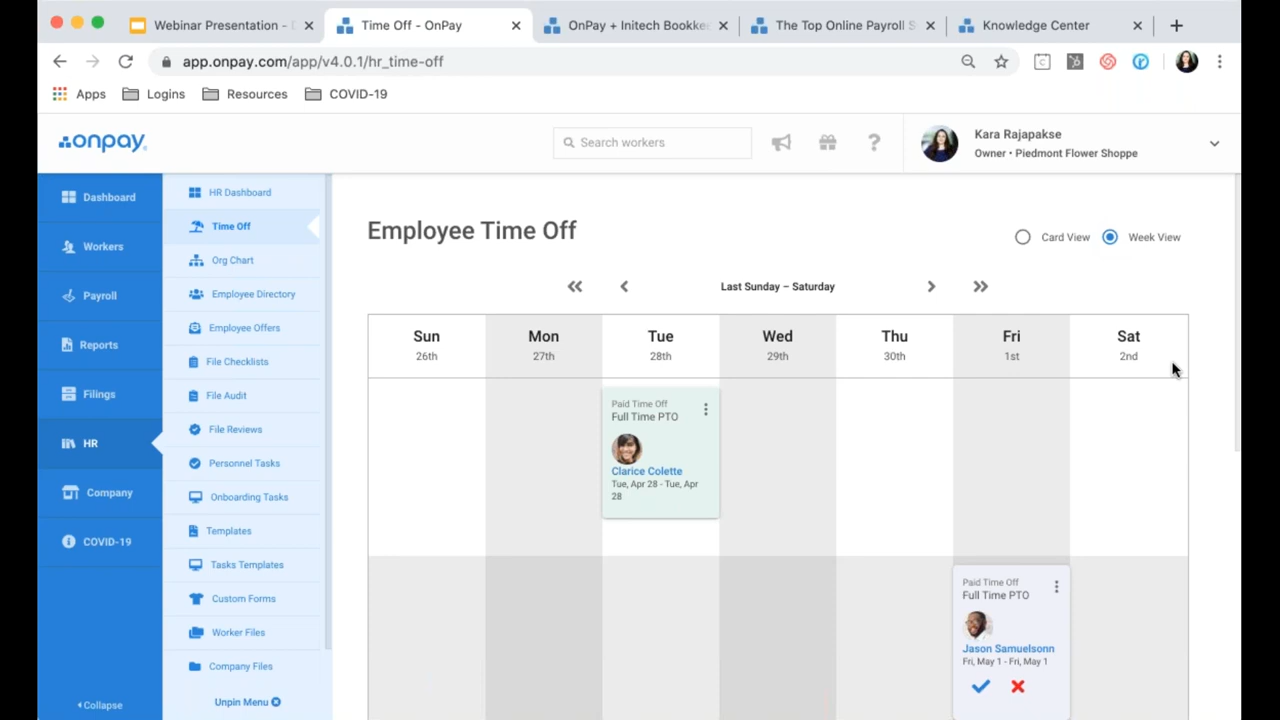 Webinar Presentation -
Time Off - OnPay
OnPay + Initech Bookke
The Top Online Payroll S
Knowledge Center
app.onpay.com/app/v4.0.1/hr_time-off
Apps
Logins
Resources
COVID-19
onpay
Search workers
?
Kara Rajapakse
Owner • Piedmont Flower Shoppe
Dashboard
Workers
Payroll
Reports
Filings
HR
Company
COVID-19
Collapse
HR Dashboard
Time Off
Org Chart
Employee Directory
Employee Offers
File Checklists
File Audit
File Reviews
Personnel Tasks
Onboarding Tasks
Templates
Tasks Templates
Custom Forms
Worker Files
Company Files
Unpin Menu
Employee Time Off
Card View
Week View
Last Sunday – Saturday
Sun
26th
Mon
27th
Tue
28th
Wed
29th
Thu
30th
Fri
1st
Sat
2nd
Paid Time Off
Full Time PTO
Clarice Colette
Tue, Apr 28 - Tue, Apr
28
Paid Time Off
Full Time PTO
Jason Samuelsonn
Fri, May 1 - Fri, May 1